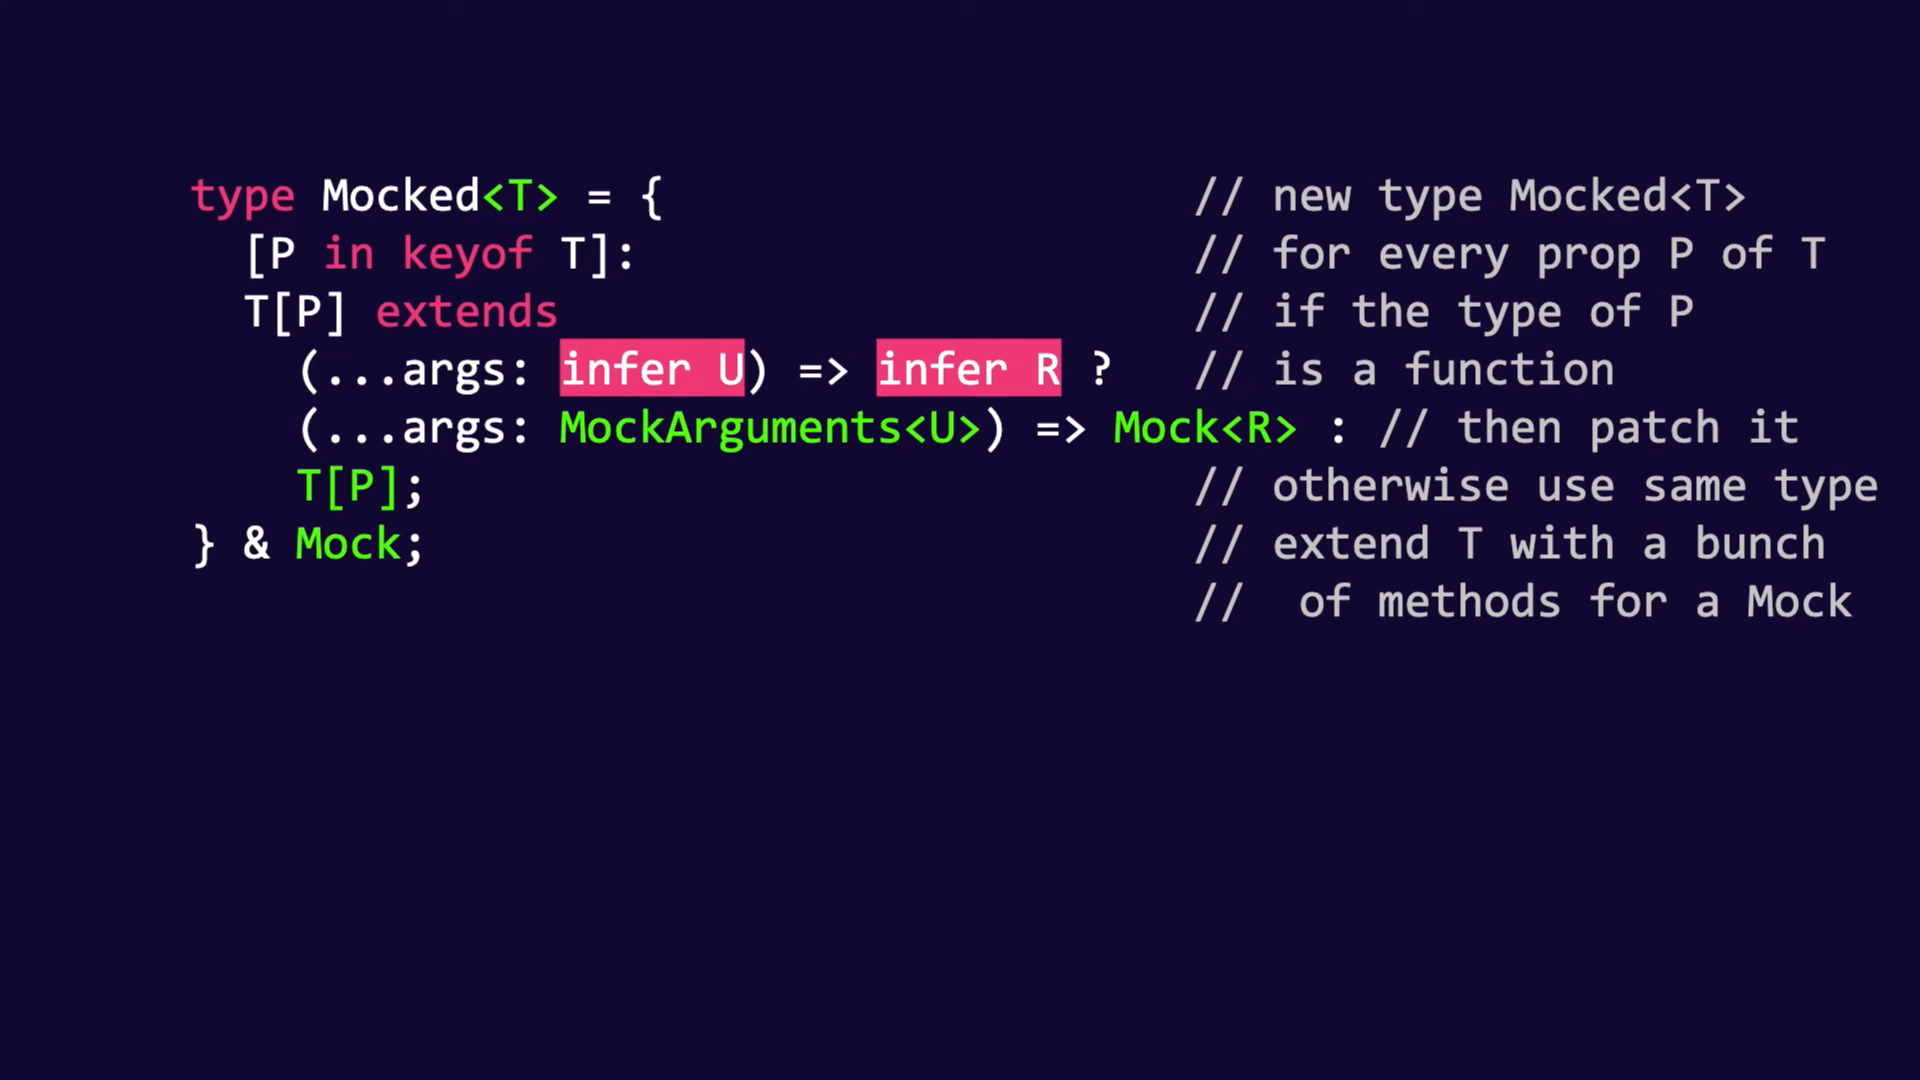 type Mocked<T> = { // new type Mocked<T>
[P in keyof T]: // for every prop P of T
T[P] extends // if the type of P
(...args: infer U) => infer R ? // is a function
(...args: MockArguments<U>) => Mock<R> : // then patch it
T[P]; // otherwise use same type
} & Mock; // extend T with a bunch
// of methods for a Mock